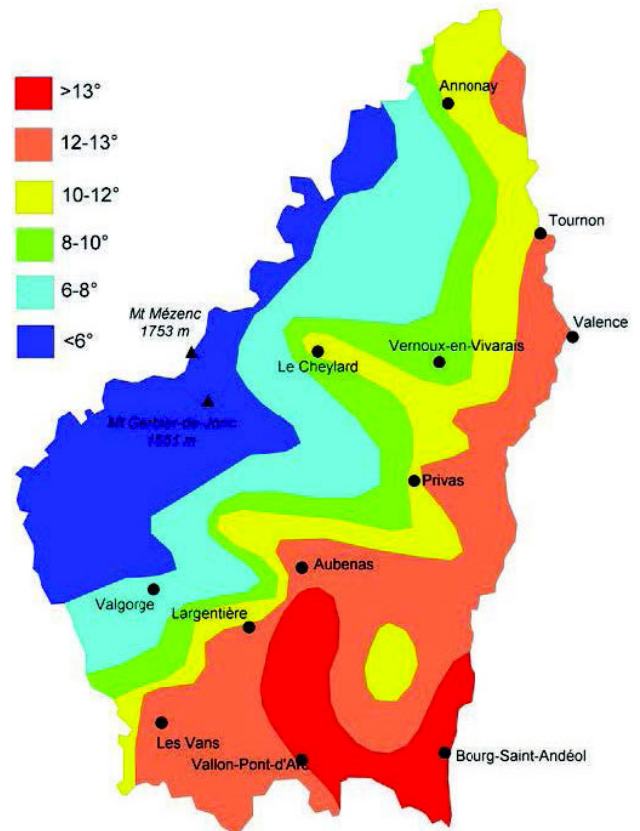 >13°
12-13°
10-12°
8-10°
6-8°
<6°
Annonay
Tournon
Mt Mézenc
1753 m
Valence
Le Cheylard
Vernoux-en-Vivarais
Mt Gerbier-de-Jonc
1551 m
Privas
Aubenas
Valgorge
Largentière
Les Vans
Vallon-Pont-d'Arc
Bourg-Saint-Andéol